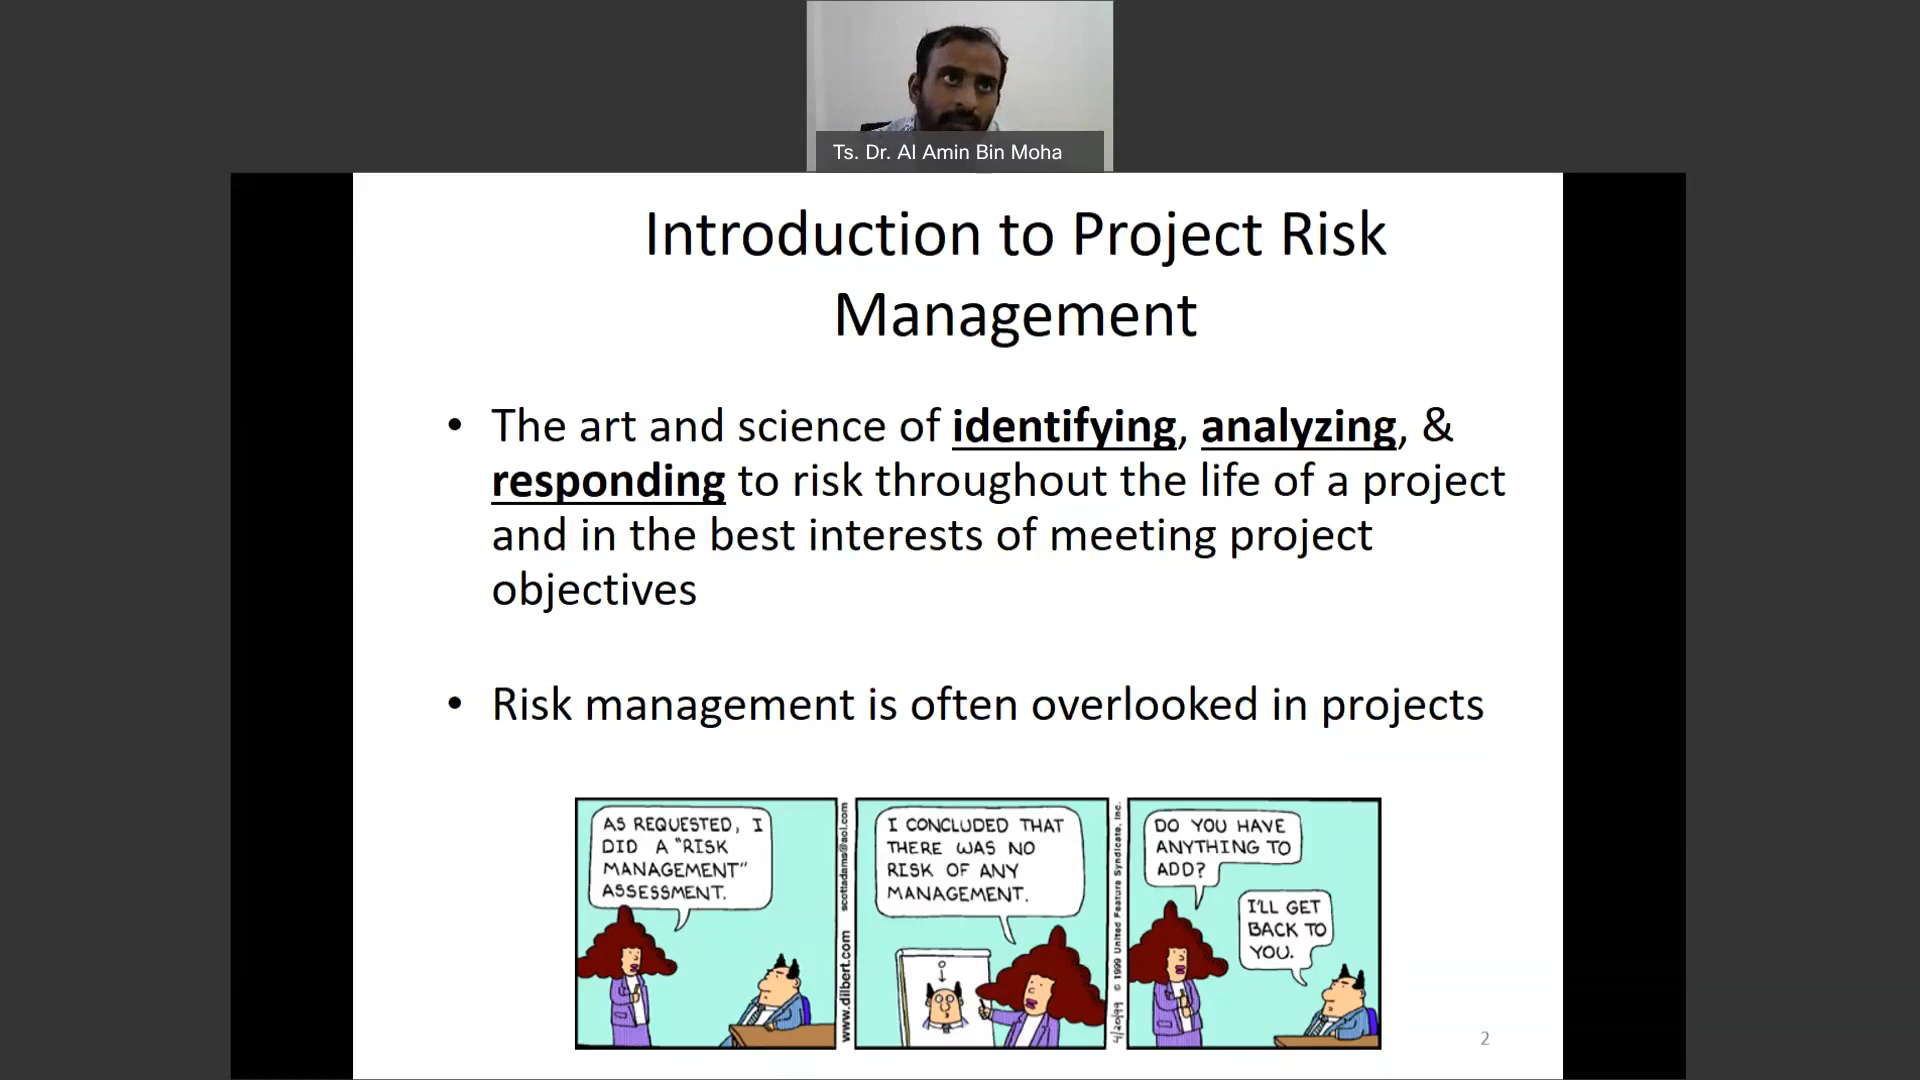 Ts. Dr. Al Amin Bin Moha
Introduction to Project Risk
Management
• The art and science of identifying, analyzing, &
responding to risk throughout the life of a project
and in the best interests of meeting project
objectives
• Risk management is often overlooked in projects
AS REQUESTED, I
DID A "RISK
MANAGEMENT"
ASSESSMENT.
www.dilbert.com scottadams@aol.com
I CONCLUDED THAT
THERE WAS NO
RISK OF ANY
MANAGEMENT.
4/20/99 © 1999 United Feature Syndicate, Inc.
DO YOU HAVE
ANYTHING TO
ADD?
I'LL GET
BACK TO
YOU.
2